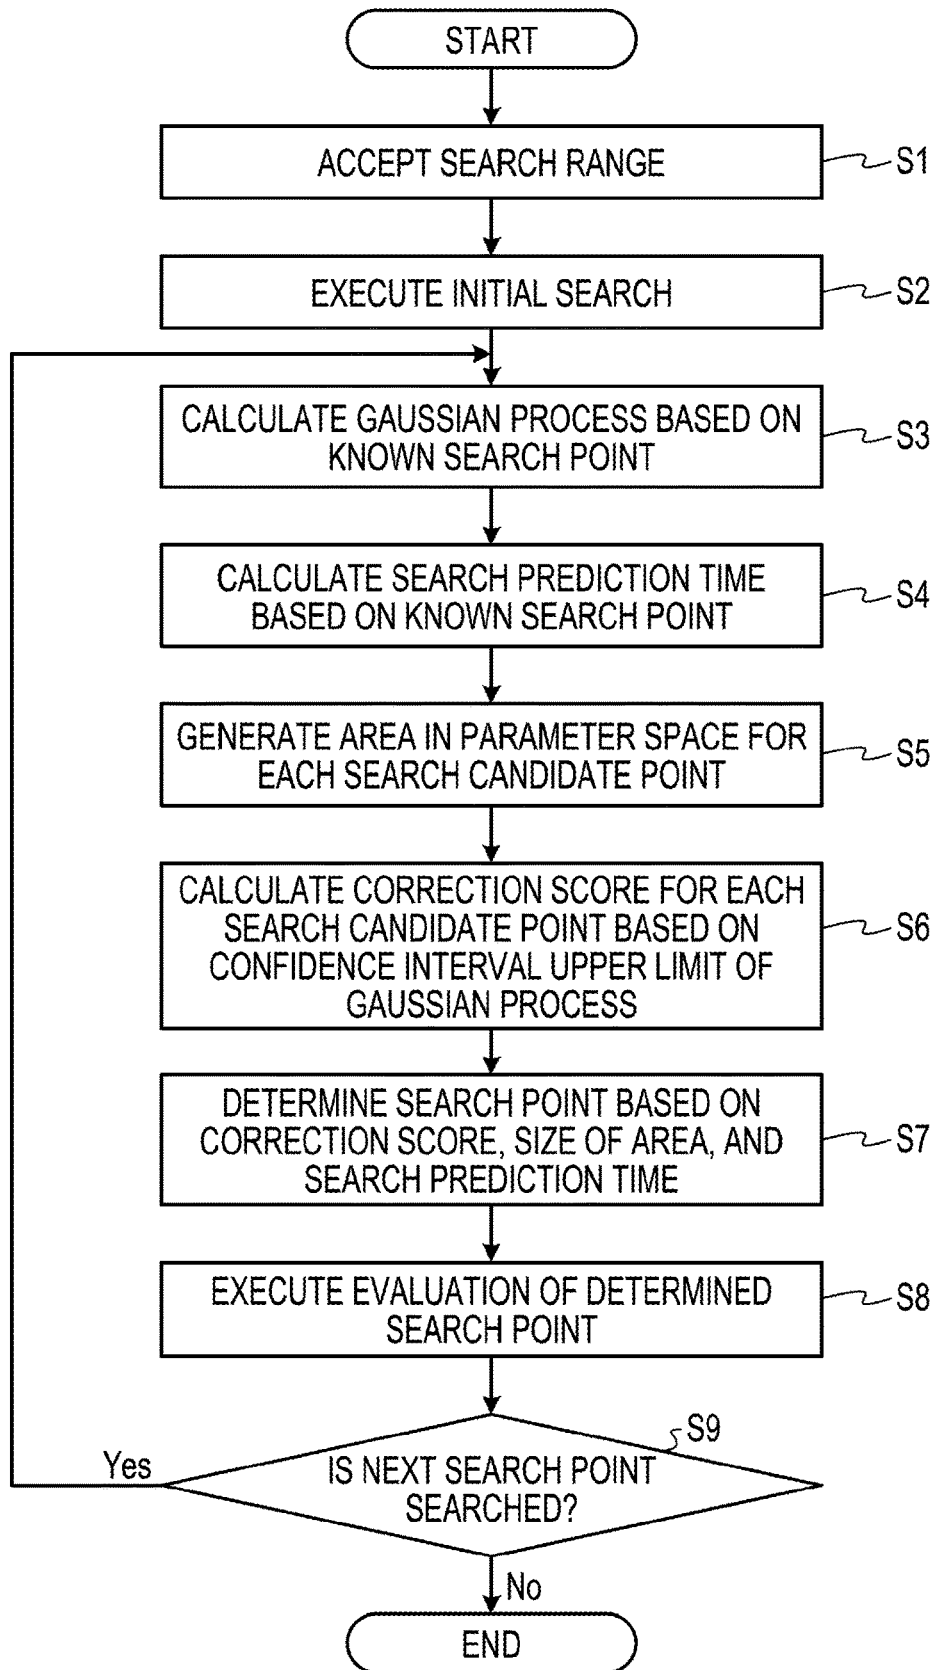 START
ACCEPT SEARCH RANGE
S1
EXECUTE INITIAL SEARCH
S2
CALCULATE GAUSSIAN PROCESS BASED ON
KNOWN SEARCH POINT
S3
CALCULATE SEARCH PREDICTION TIME
BASED ON KNOWN SEARCH POINT
S4
GENERATE AREA IN PARAMETER SPACE FOR
EACH SEARCH CANDIDATE POINT
S5
CALCULATE CORRECTION SCORE FOR EACH
SEARCH CANDIDATE POINT BASED ON
CONFIDENCE INTERVAL UPPER LIMIT OF
GAUSSIAN PROCESS
S6
DETERMINE SEARCH POINT BASED ON
CORRECTION SCORE, SIZE OF AREA, AND
SEARCH PREDICTION TIME
S7
EXECUTE EVALUATION OF DETERMINED
SEARCH POINT
S8
S9
Yes
IS NEXT SEARCH POINT
SEARCHED?
No
END